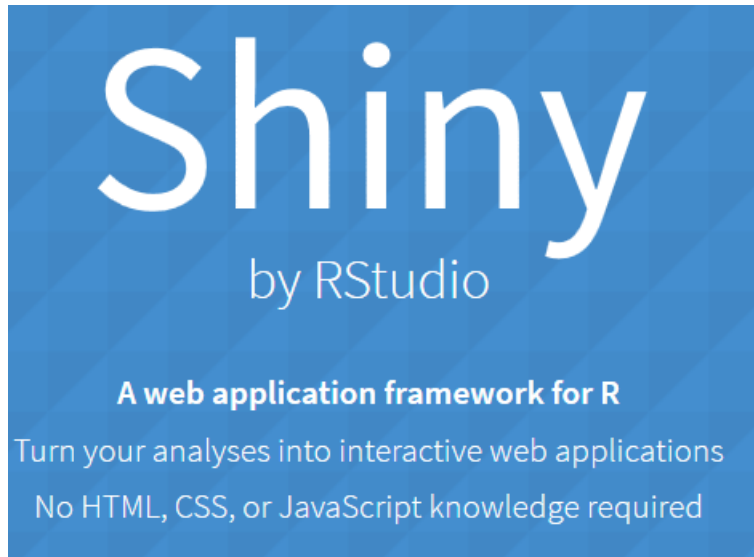 Shiny
by RStudio
A web application framework for R
Turn your analyses into interactive web applications
No HTML, CSS, or JavaScript knowledge required